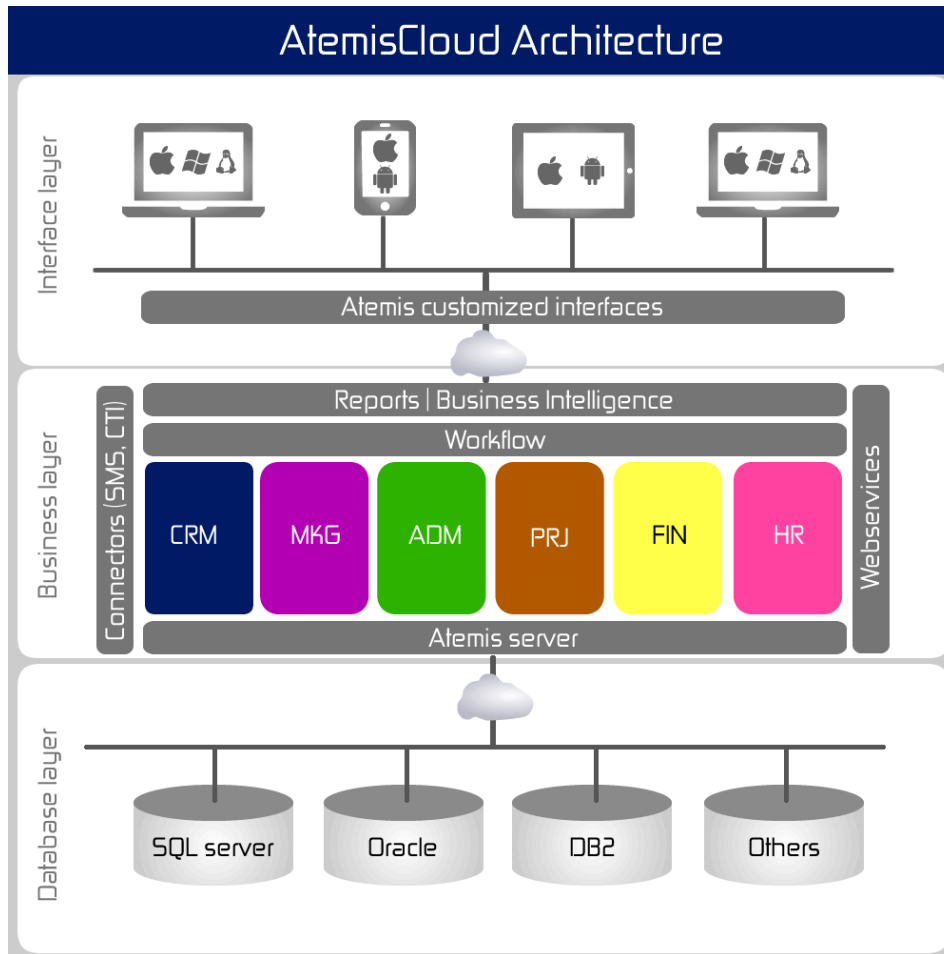 AtemisCloud Architecture
Interface layer
Atemis customized interfaces
Business layer
Connectors (SMS, CTI)
Reports | Business Intelligence
Workflow
CRM
MKG
ADM
PRJ
FIN
HR
Webservices
Atemis server
Database layer
SQL server
Oracle
DB2
Others